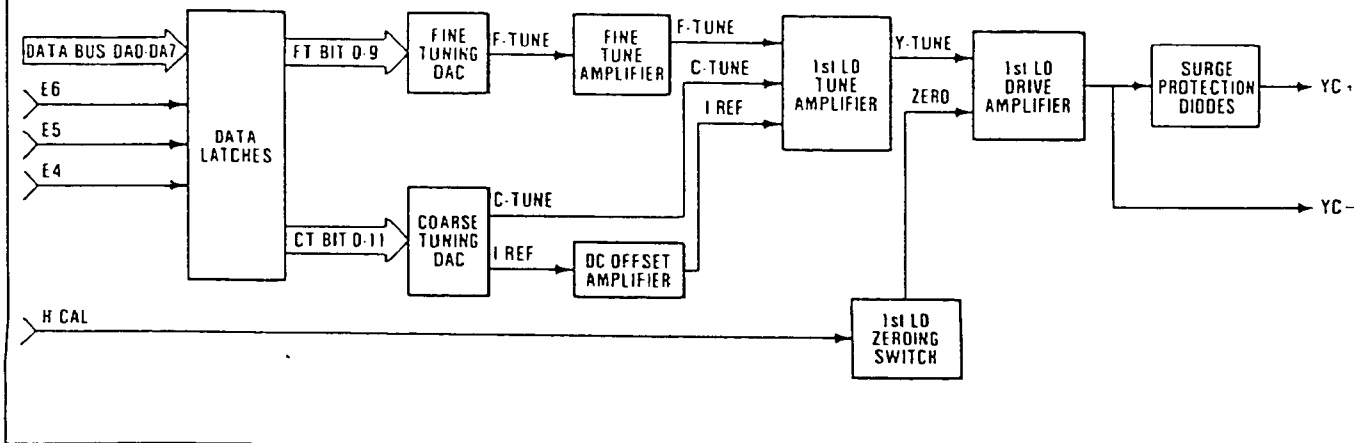 DATA BUS DA0-DA7
E6
E5
E4
DATA
LATCHES
FT BIT 0-9
FINE
TUNING
DAC
F-TUNE
FINE
TUNE
AMPLIFIER
F-TUNE
C-TUNE
I REF
1st LO
TUNE
AMPLIFIER
Y-TUNE
ZERO
1st LO
DRIVE
AMPLIFIER
SURGE
PROTECTION
DIODES
YC+
YC-
CT BIT 0-11
COARSE
TUNING
DAC
C-TUNE
I REF
DC OFFSET
AMPLIFIER
H CAL
1st LO
ZEROING
SWITCH